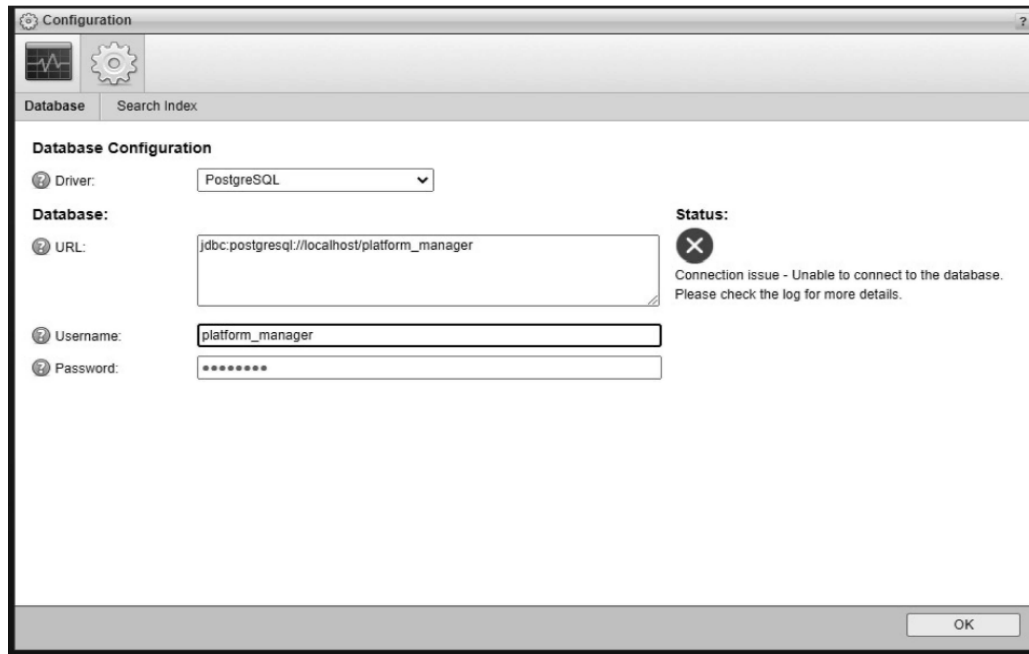 Configuration
?
Database Search Index
Database Configuration
? Driver: PostgreSQL
Database: Status:
? URL: jdbc:postgresql://localhost/platform_manager
Connection issue - Unable to connect to the database.
Please check the log for more details.
? Username: platform_manager
? Password: ●●●●●●●●
OK